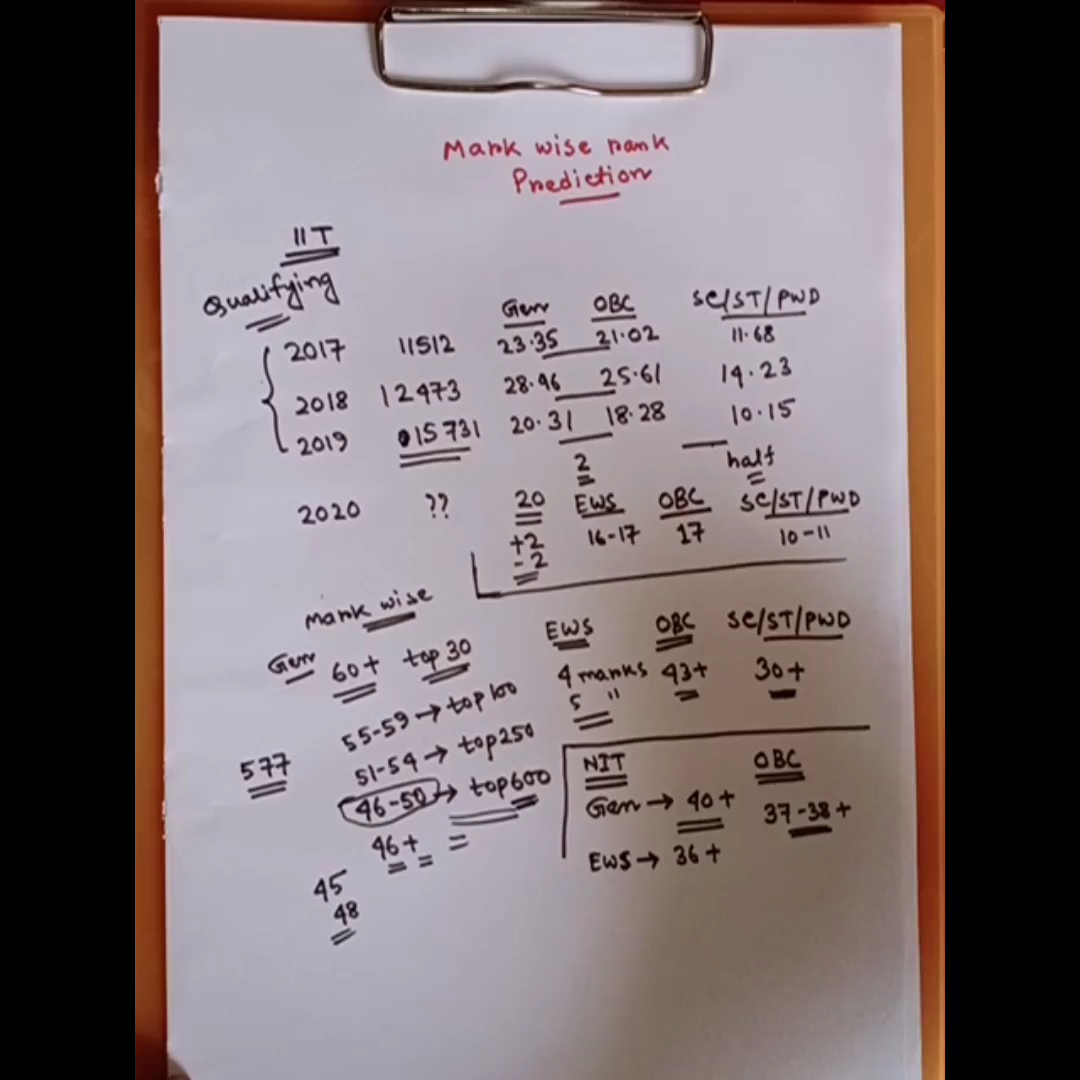 Mark wise rank
Prediction
IIT
Qualifying
Gen OBC SC/ST/PWD
2017 11512 23.35 21.02 11.68
2018 12473 28.46 25.61 14.23
2019 15731 20.31 18.28 10.15
2 half
2020 ?? 20 EWS OBC SC/ST/PWD
+2 16-17 17 10-11
-2
Mark wise
EWS OBC SC/ST/PWD
Gen 60+ top 30
4 marks 43+ 30+
5 "
55-59 → top 100
51-54 → top 250
577
46-50 → top 600
46+
45
48
NIT OBC
Gen → 40+ 37-38+
EWS → 36+